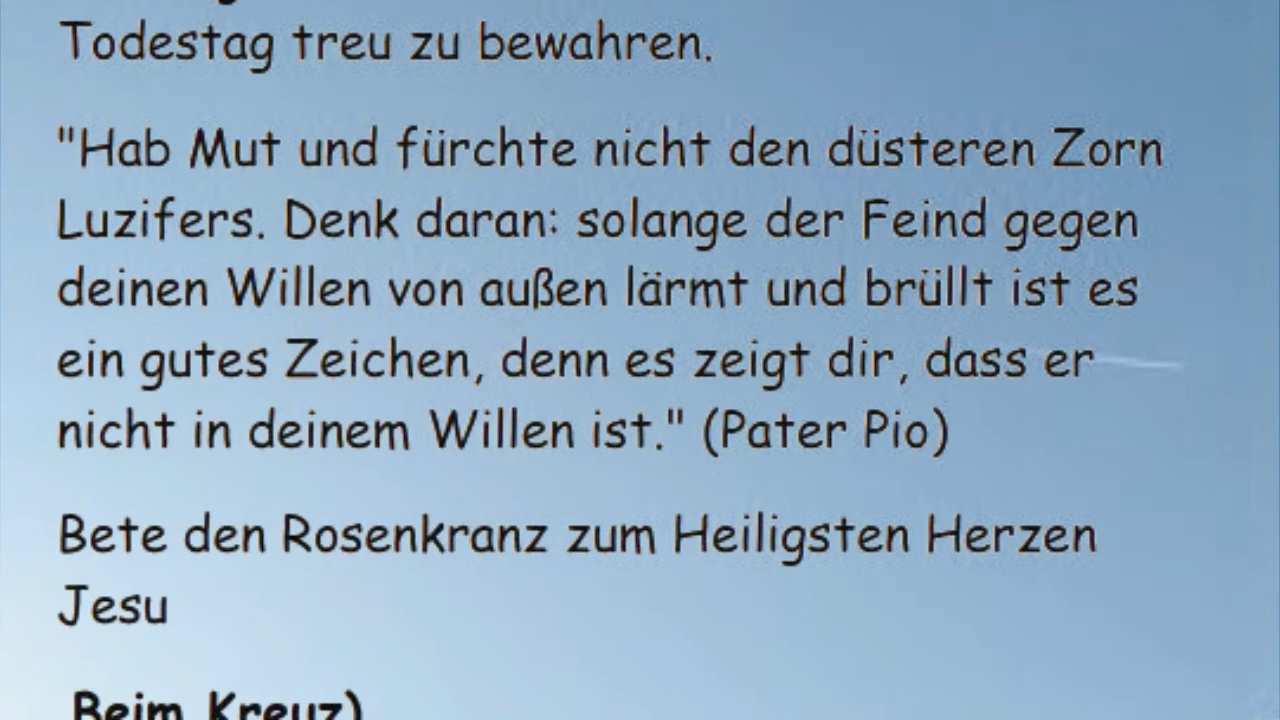 Todestag treu zu bewahren.
"Hab Mut und fürchte nicht den düsteren Zorn
Luzifers. Denk daran: solange der Feind gegen
deinen Willen von außen lärmt und brüllt ist es
ein gutes Zeichen, denn es zeigt dir, dass er
nicht in deinem Willen ist." (Pater Pio)
Bete den Rosenkranz zum Heiligsten Herzen
Jesu
Beim Kreuz)